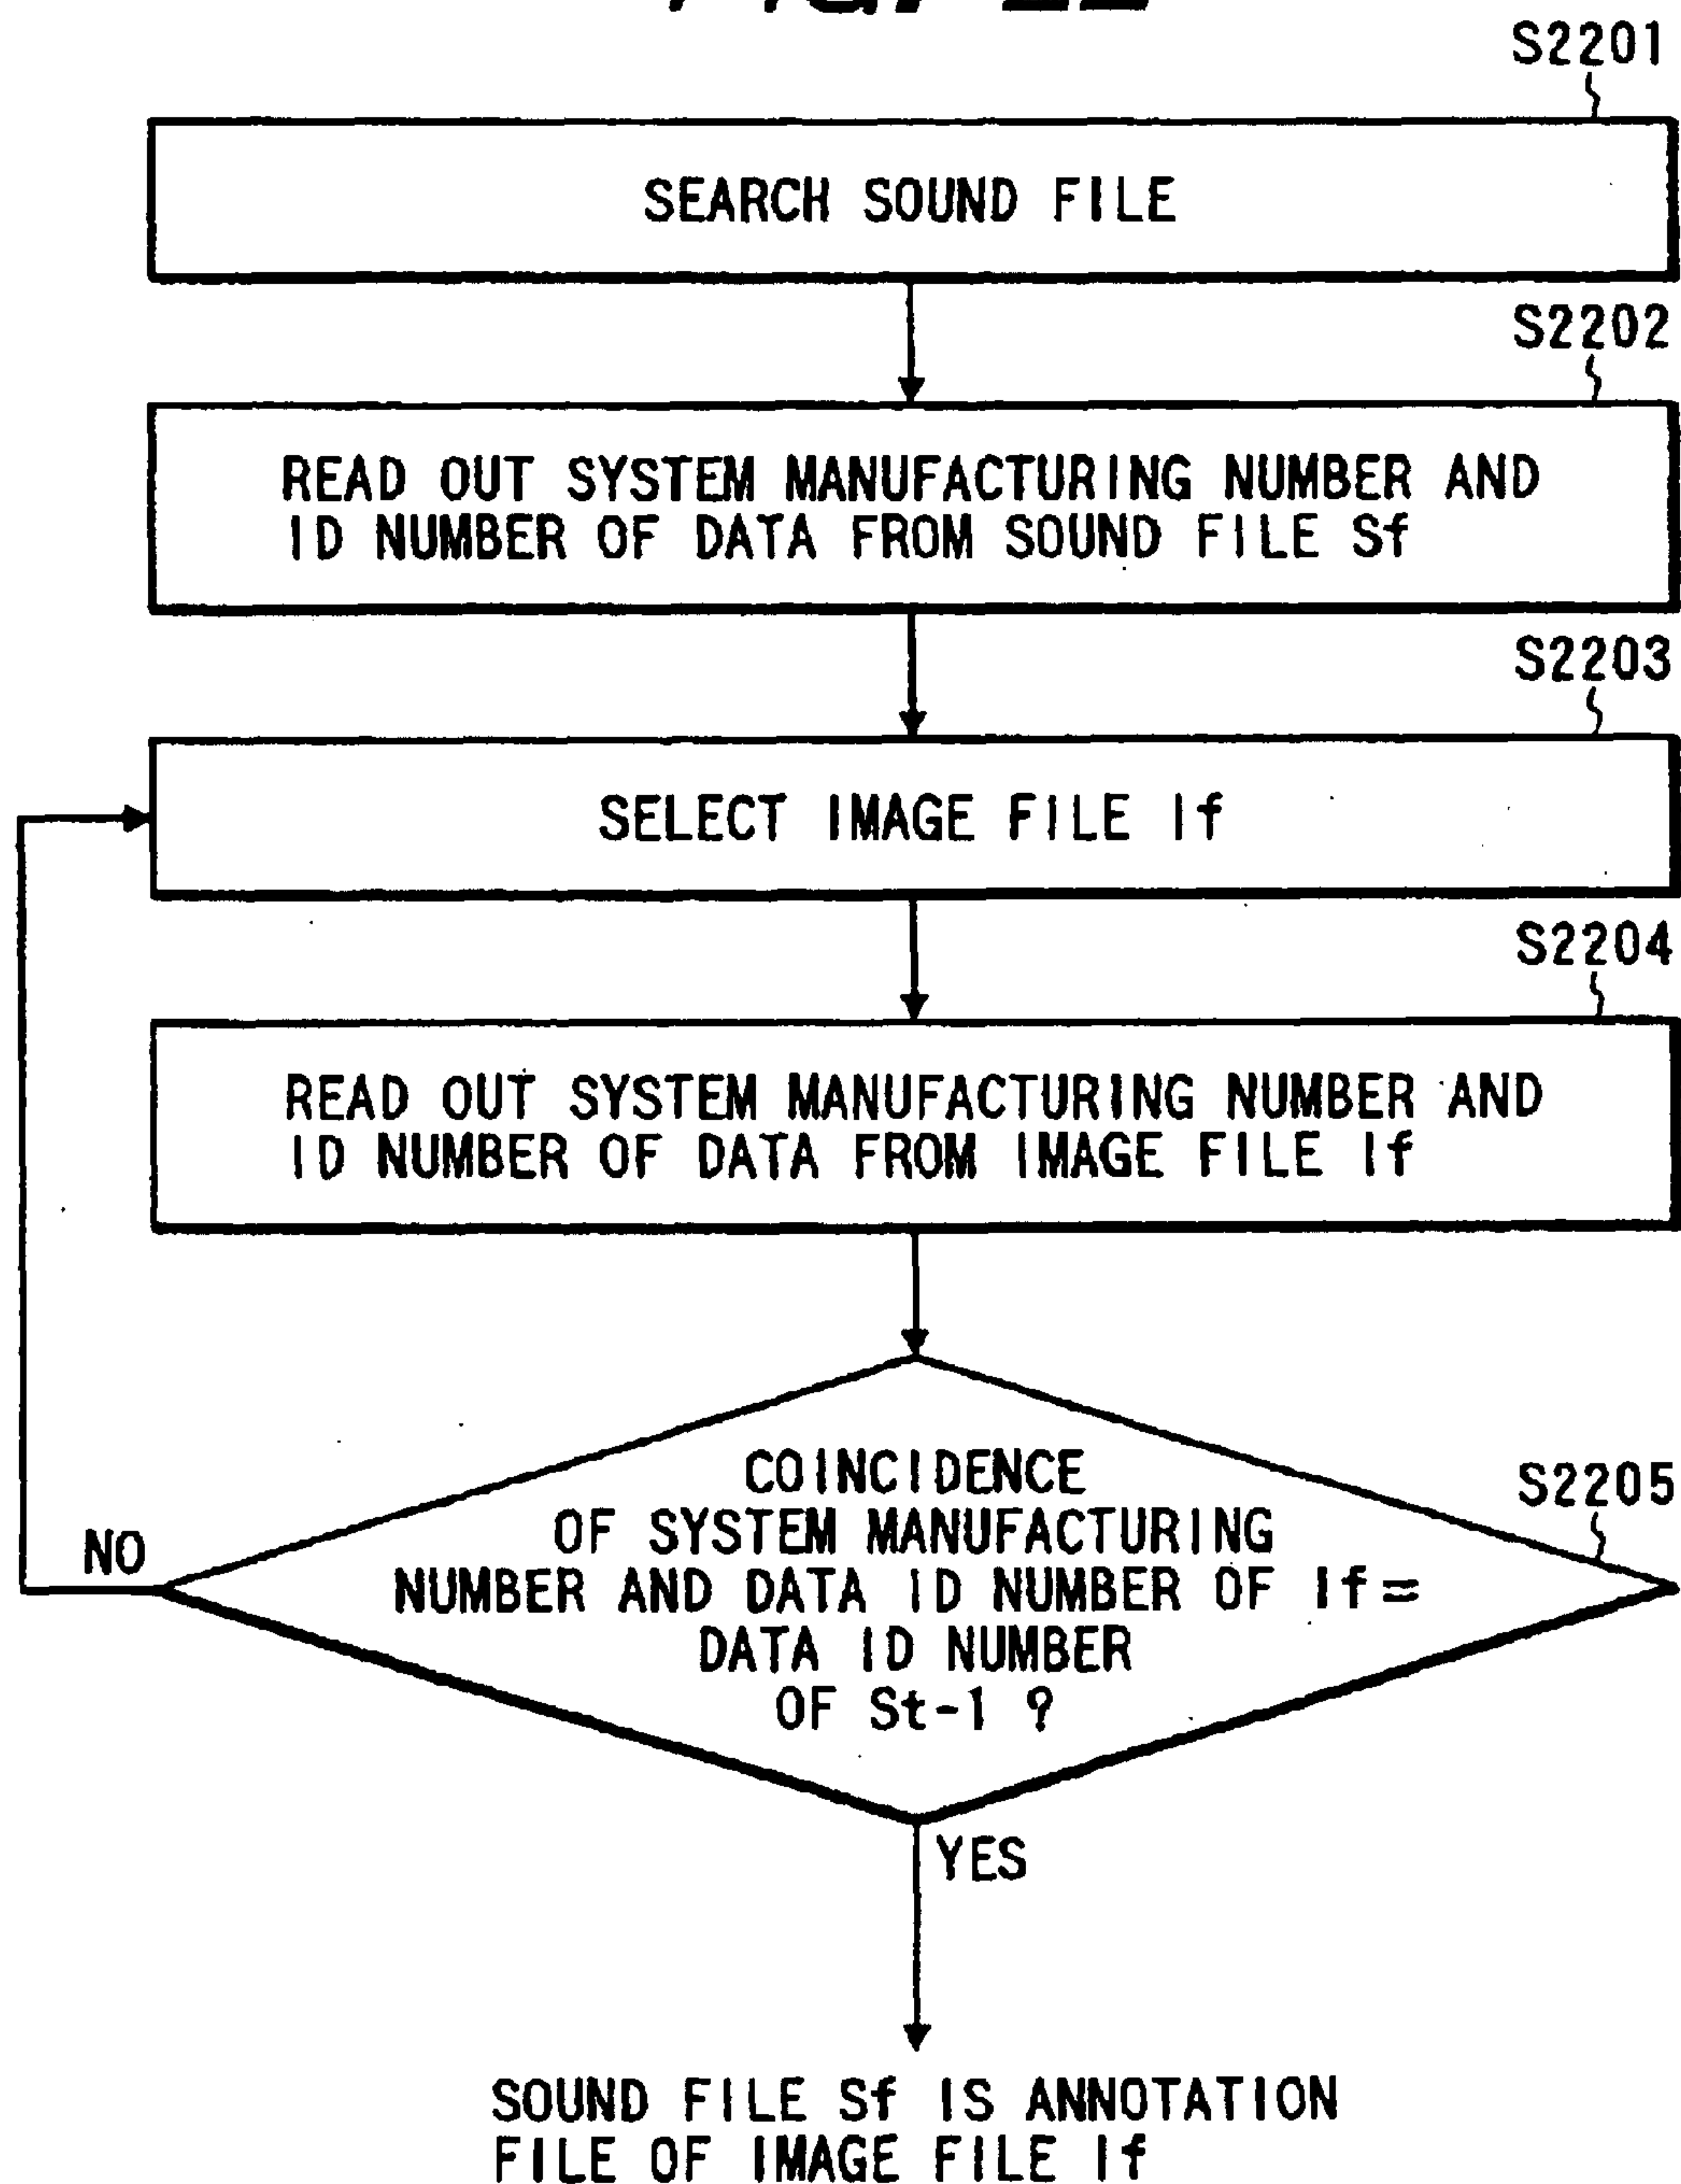 S2201
SEARCH SOUND FILE
S2202
READ OUT SYSTEM MANUFACTURING NUMBER AND
ID NUMBER OF DATA FROM SOUND FILE Sf
S2203
SELECT IMAGE FILE If
S2204
READ OUT SYSTEM MANUFACTURING NUMBER AND
ID NUMBER OF DATA FROM IMAGE FILE If
S2205
COINCIDENCE
OF SYSTEM MANUFACTURING
NUMBER AND DATA ID NUMBER OF If=
DATA ID NUMBER
OF St-1 ?
NO
YES
SOUND FILE Sf IS ANNOTATION
FILE OF IMAGE FILE If